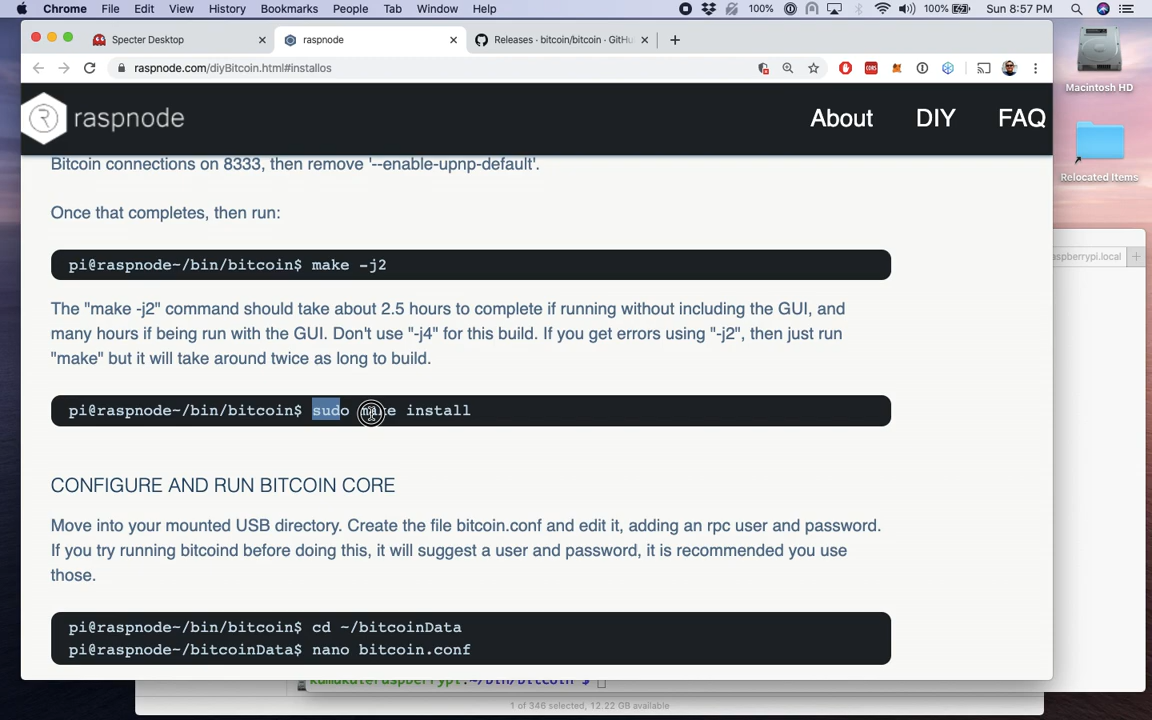 Chrome File Edit View History Bookmarks People Tab Window Help 100% 100% Sun 8:57 PM
Specter Desktop raspnode Releases · bitcoin/bitcoin · GitHu
raspnode.com/diyBitcoin.html#installos
Macintosh HD
raspnode About DIY FAQ
Relocated Items
Bitcoin connections on 8333, then remove '--enable-upnp-default'.
Once that completes, then run:
aspberrypi.local
pi@raspnode~/bin/bitcoin$ make -j2
The "make -j2" command should take about 2.5 hours to complete if running without including the GUI, and
many hours if being run with the GUI. Don't use "-j4" for this build. If you get errors using "-j2", then just run
"make" but it will take around twice as long to build.
pi@raspnode~/bin/bitcoin$ sudo make install
CONFIGURE AND RUN BITCOIN CORE
Move into your mounted USB directory. Create the file bitcoin.conf and edit it, adding an rpc user and password.
If you try running bitcoind before doing this, it will suggest a user and password, it is recommended you use
those.
pi@raspnode~/bin/bitcoin$ cd ~/bitcoinData
pi@raspnode~/bitcoinData$ nano bitcoin.conf
1 of 346 selected, 12.22 GB available